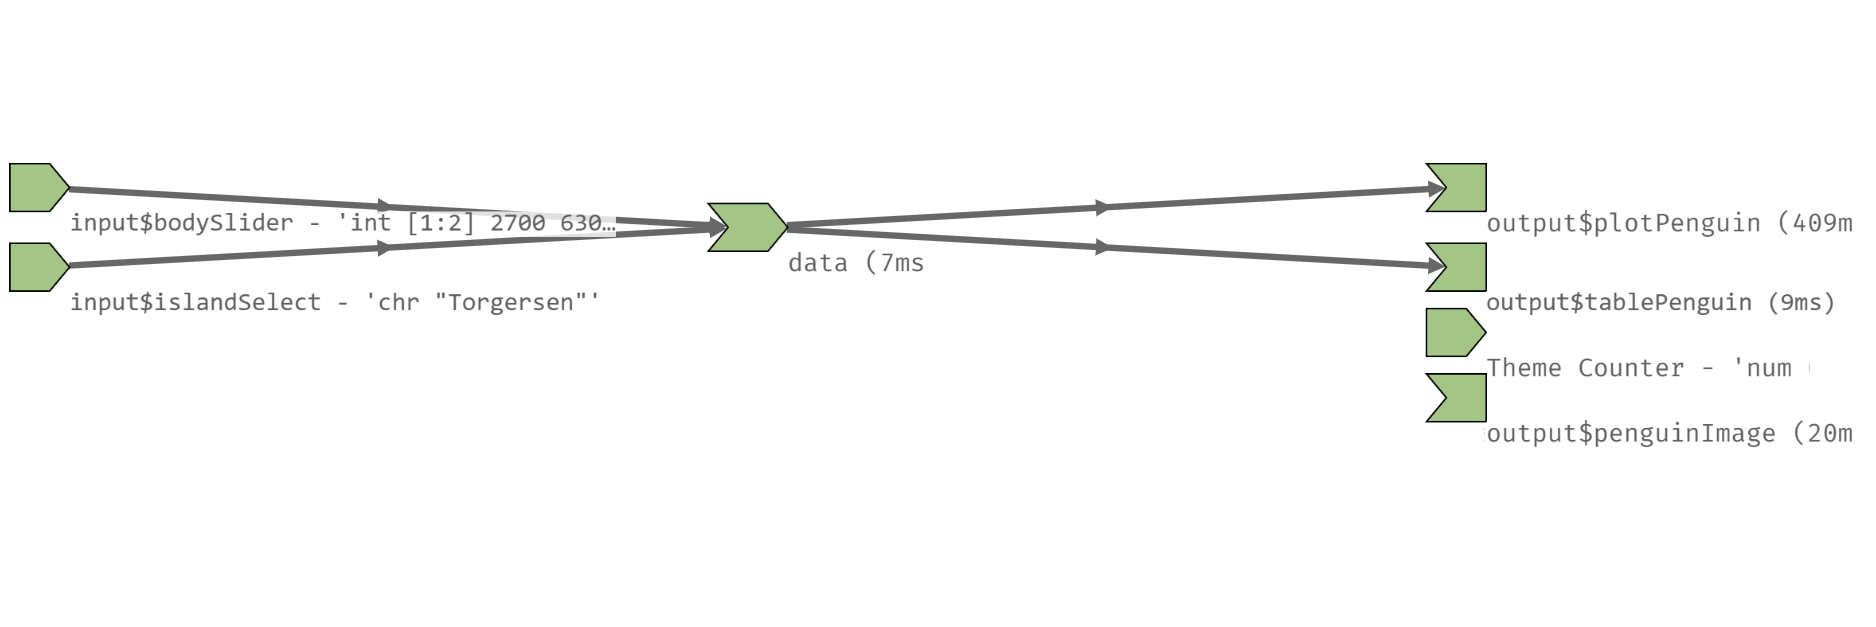 input$bodySlider - 'int [1:2] 2700 630…
input$islandSelect - 'chr "Torgersen"'
data (7ms
output$plotPenguin (409m
output$tablePenguin (9ms)
Theme Counter - 'num (
output$penguinImage (20m